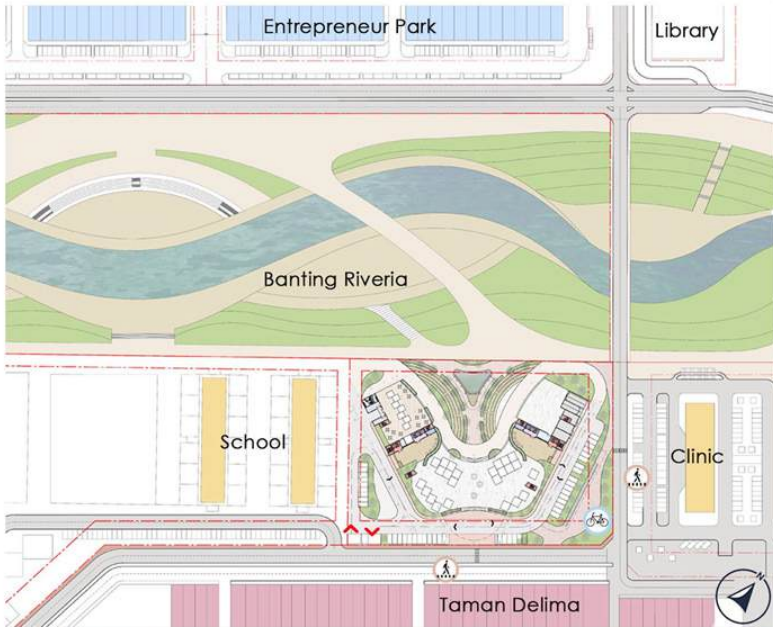 Entrepreneur Park
Library
Banting Riveria
School
Clinic
Taman Delima
N